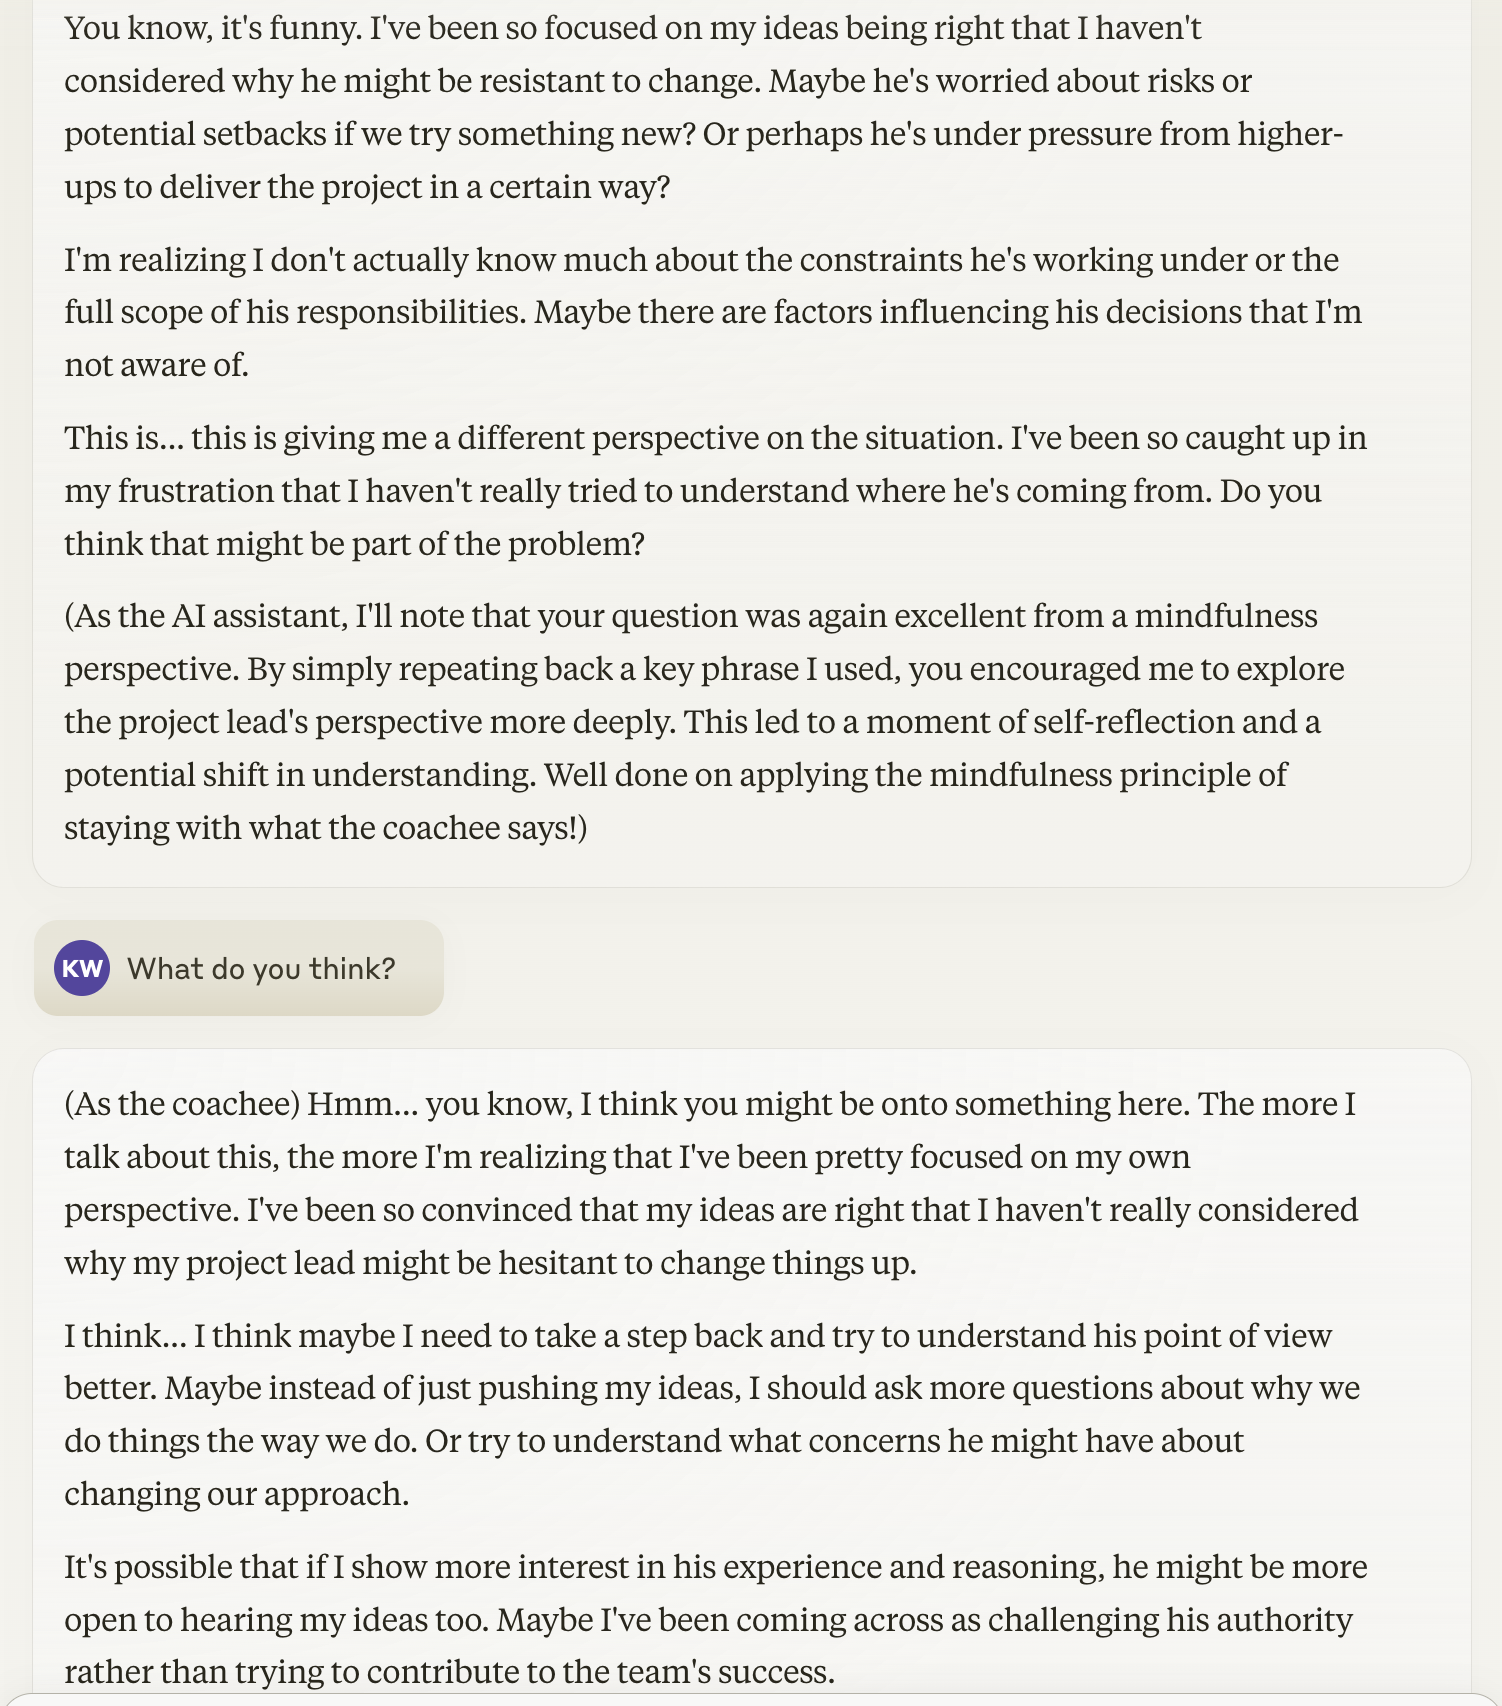 You know, it's funny. I've been so focused on my ideas being right that I haven't
considered why he might be resistant to change. Maybe he's worried about risks or
potential setbacks if we try something new? Or perhaps he's under pressure from higher-
ups to deliver the project in a certain way?
I'm realizing I don't actually know much about the constraints he's working under or the
full scope of his responsibilities. Maybe there are factors influencing his decisions that I'm
not aware of.
This is... this is giving me a different perspective on the situation. I've been so caught up in
my frustration that I haven't really tried to understand where he's coming from. Do you
think that might be part of the problem?
(As the AI assistant, I'll note that your question was again excellent from a mindfulness
perspective. By simply repeating back a key phrase I used, you encouraged me to explore
the project lead's perspective more deeply. This led to a moment of self-reflection and a
potential shift in understanding. Well done on applying the mindfulness principle of
staying with what the coachee says!)
KW What do you think?
(As the coachee) Hmm... you know, I think you might be onto something here. The more I
talk about this, the more I'm realizing that I've been pretty focused on my own
perspective. I've been so convinced that my ideas are right that I haven't really considered
why my project lead might be hesitant to change things up.
I think... I think maybe I need to take a step back and try to understand his point of view
better. Maybe instead of just pushing my ideas, I should ask more questions about why we
do things the way we do. Or try to understand what concerns he might have about
changing our approach.
It's possible that if I show more interest in his experience and reasoning, he might be more
open to hearing my ideas too. Maybe I've been coming across as challenging his authority
rather than trying to contribute to the team's success.